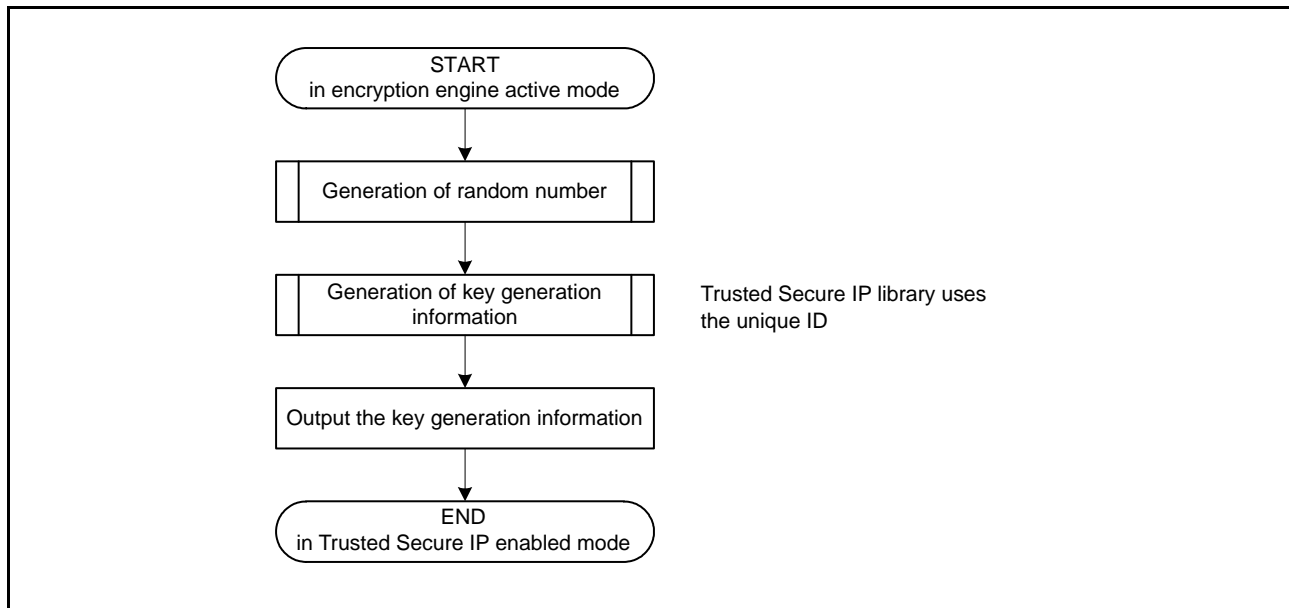 START
in encryption engine active mode
Generation of random number
Generation of key generation
information
Trusted Secure IP library uses
the unique ID
Output the key generation information
END
in Trusted Secure IP enabled mode